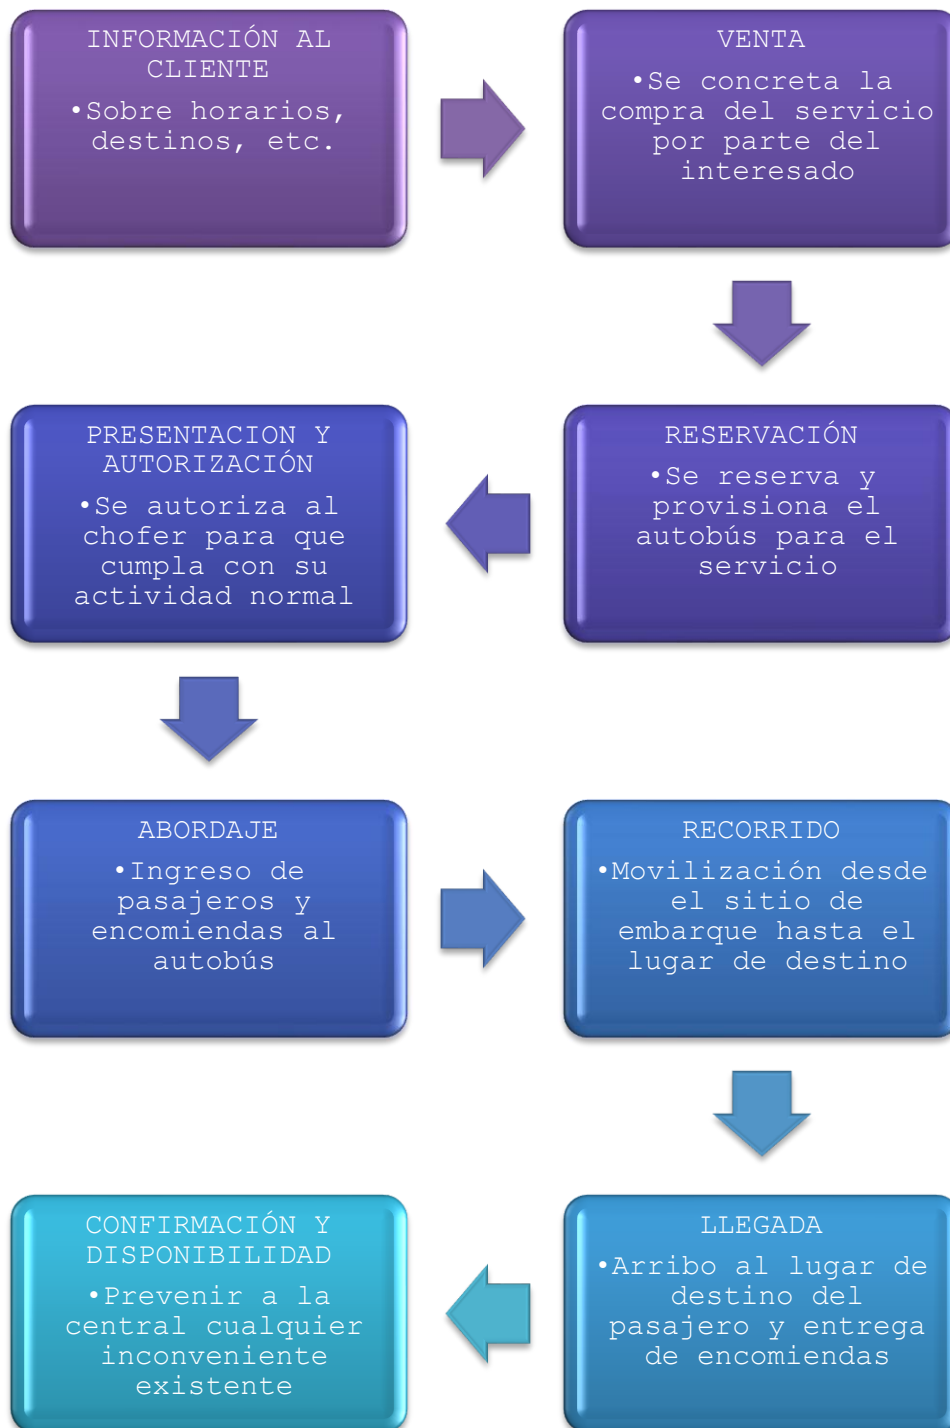 INFORMACIÓN AL
CLIENTE
•Sobre horarios,
destinos, etc.
VENTA
•Se concreta la
compra del servicio
por parte del
interesado
RESERVACIÓN
•Se reserva y
provisiona el
autobús para el
servicio
PRESENTACION Y
AUTORIZACIÓN
•Se autoriza al
chofer para que
cumpla con su
actividad normal
ABORDAJE
•Ingreso de
pasajeros y
encomiendas al
autobús
RECORRIDO
•Movilización desde
el sitio de
embarque hasta el
lugar de destino
LLEGADA
•Arribo al lugar de
destino del
pasajero y entrega
de encomiendas
CONFIRMACIÓN Y
DISPONIBILIDAD
•Prevenir a la
central cualquier
inconveniente
existente